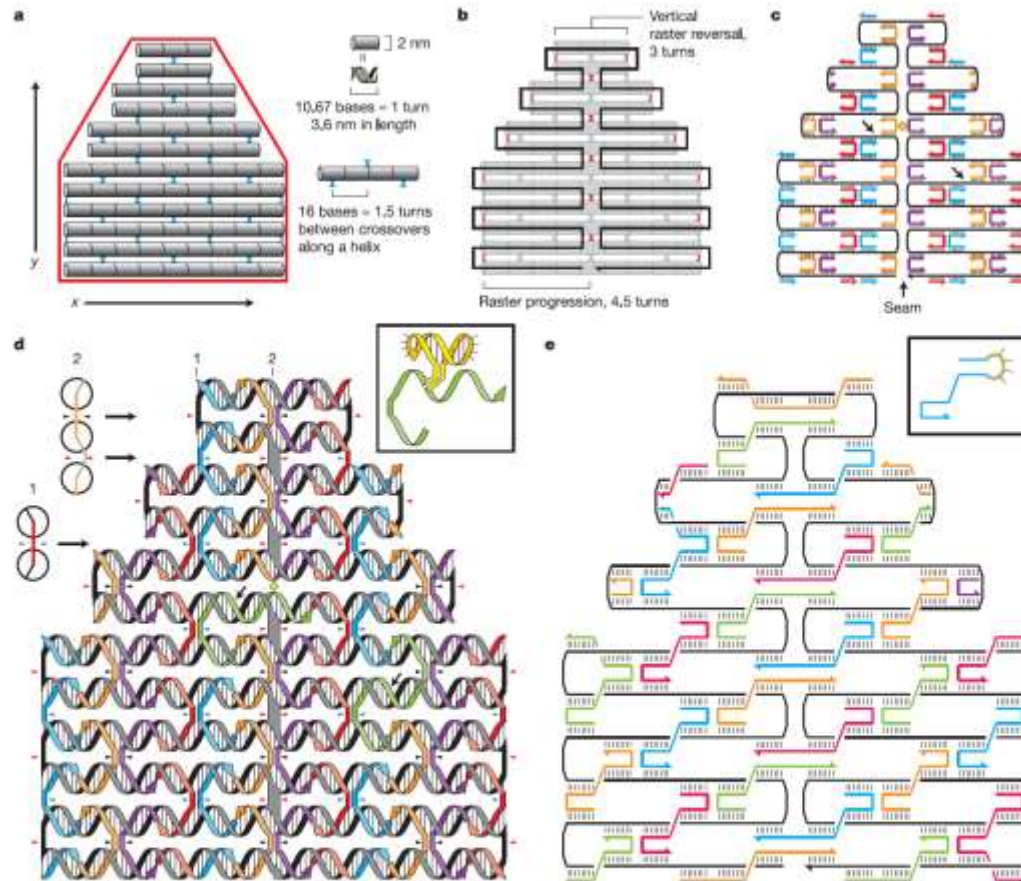 a
2 nm
10.67 bases = 1 turn
3.6 nm in length
16 bases = 1.5 turns
between crossovers
along a helix
y
x
b
Vertical
raster reversal,
3 turns
Raster progression, 4.5 turns
c
Seam
d
2
1
1
2
e